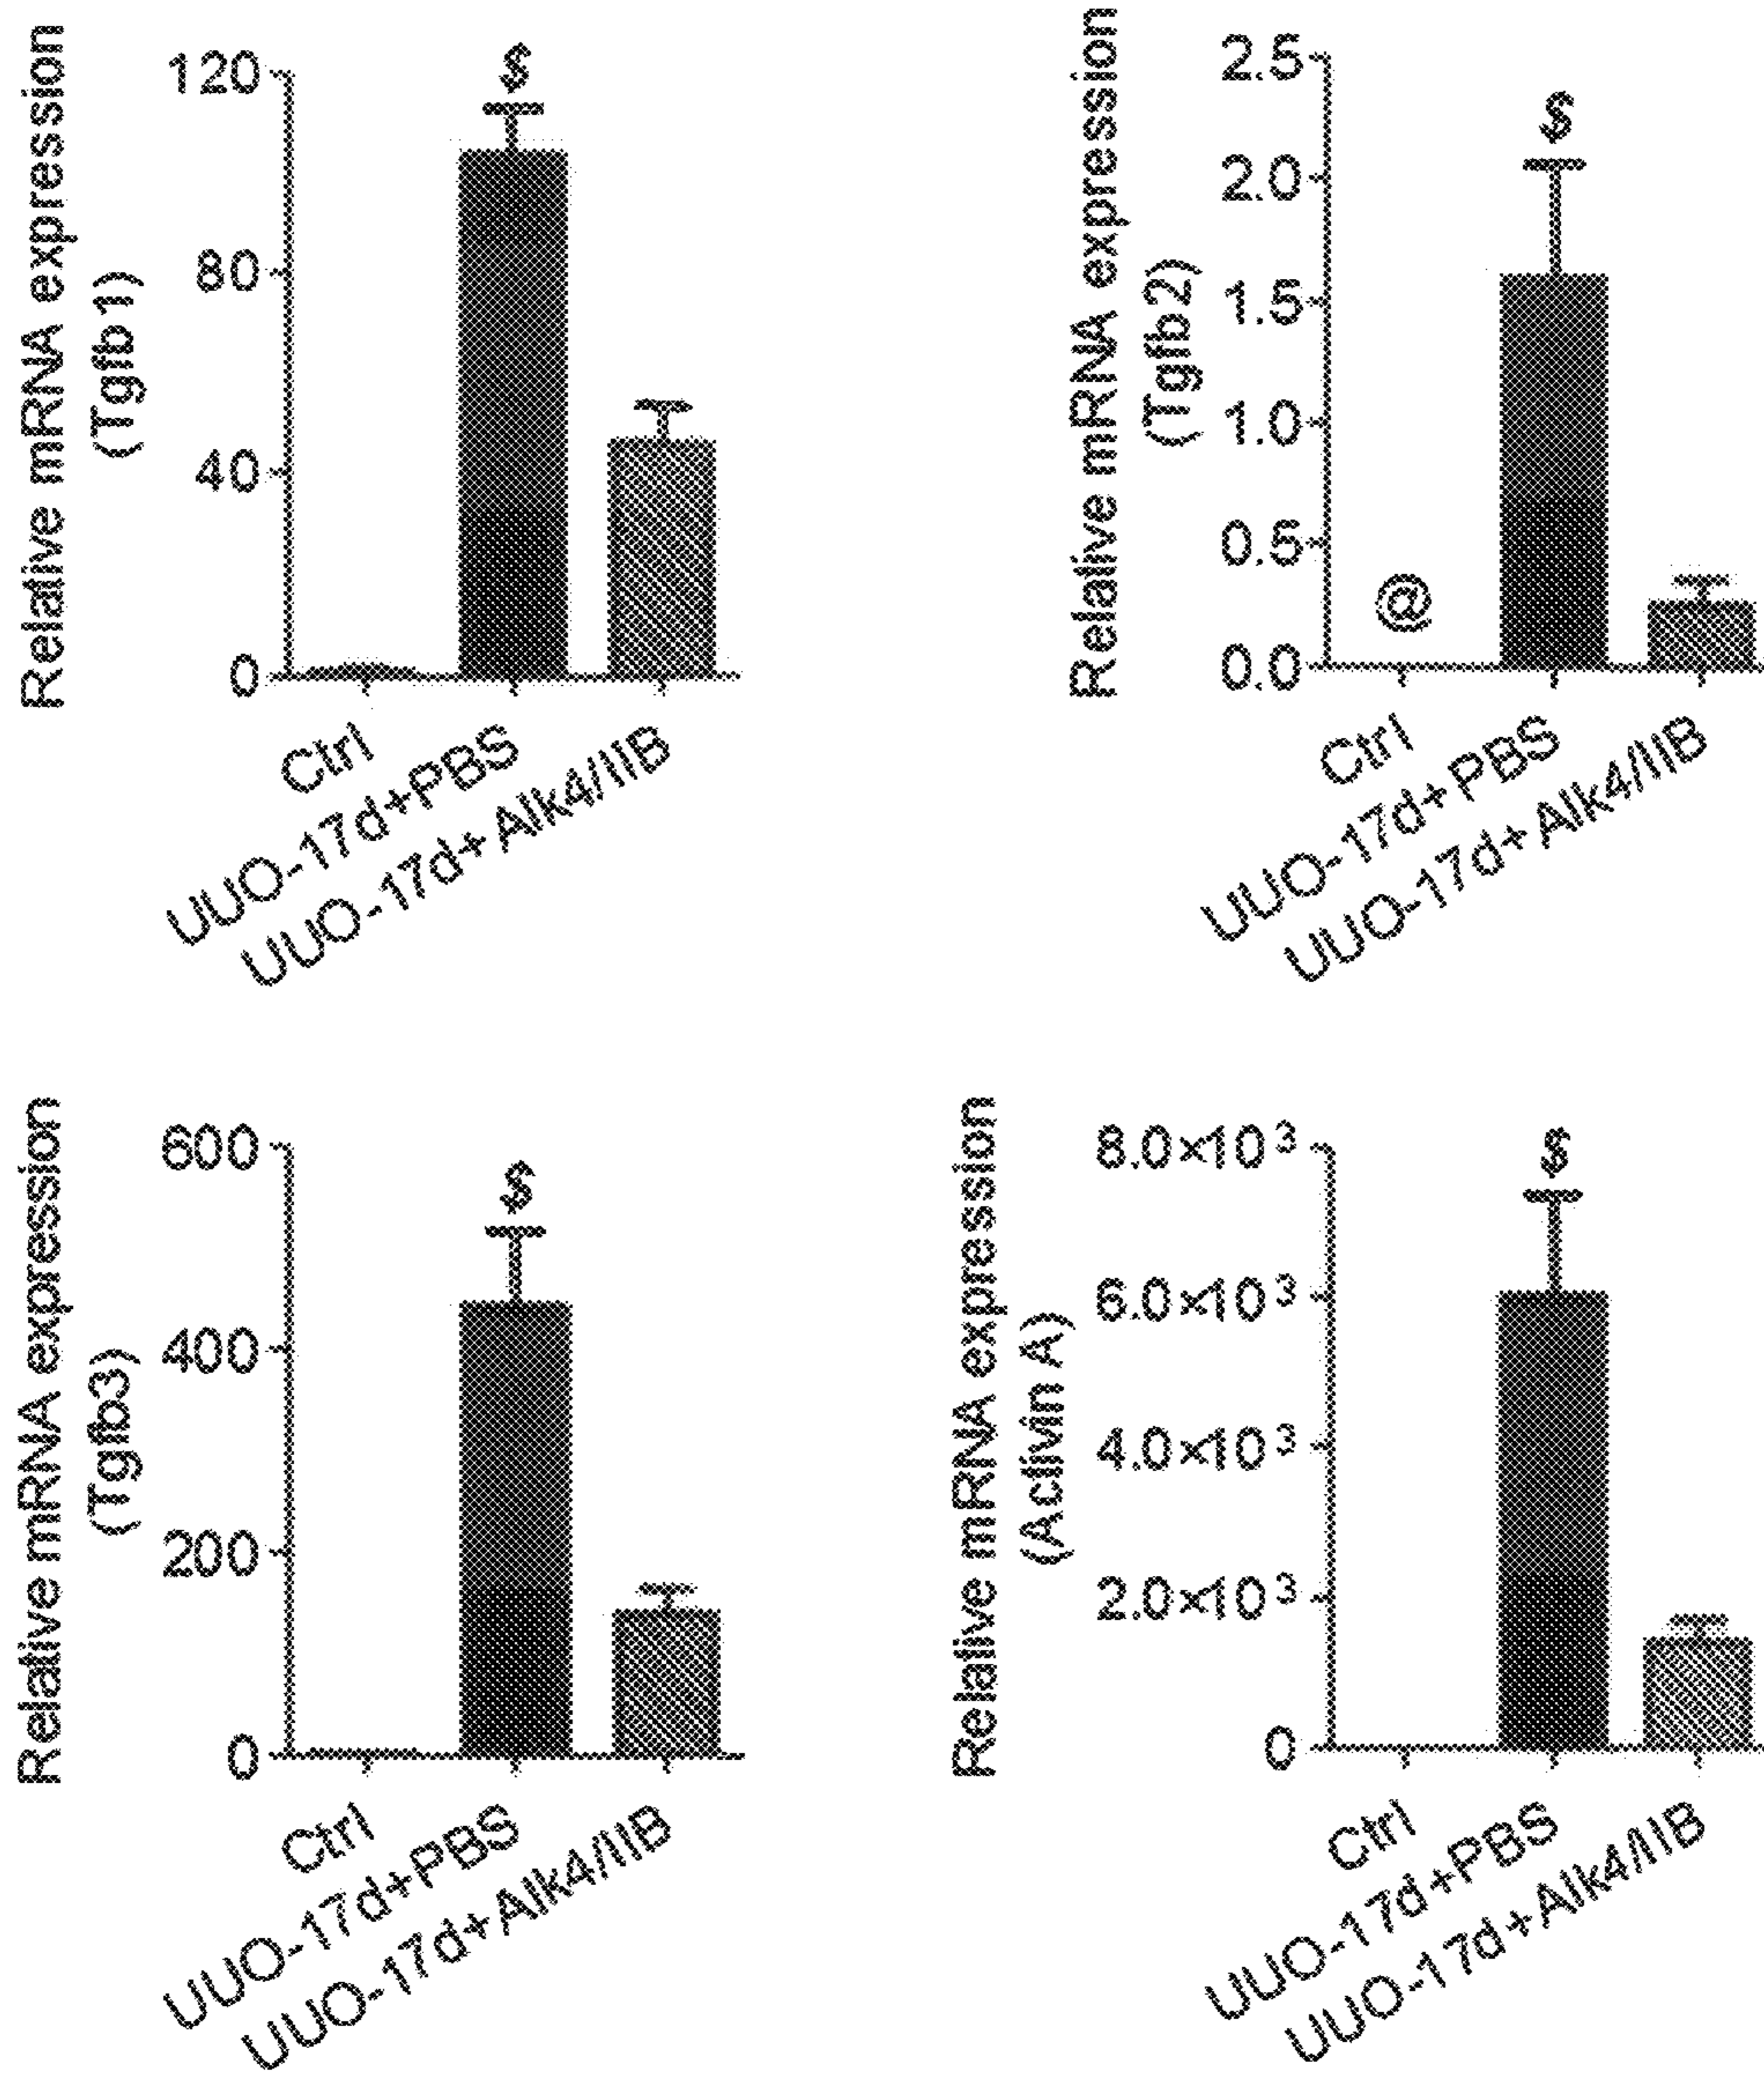 Relative mRNA expression
(Tgfb1)
120
80
40
0
$
Ctrl
UUO-17d+PBS
UUO-17d+Alk4/IIB
Relative mRNA expression
(Tgfb2)
2.5
2.0
1.5
1.0
0.5
0.0
@
$
Ctrl
UUO-17d+PBS
UUO-17d+Alk4/IIB
Relative mRNA expression
(Tgfb3)
600
400
200
0
$
Ctrl
UUO-17d+PBS
UUO-17d+Alk4/IIB
Relative mRNA expression
(Activin A)
8.0×10³
6.0×10³
4.0×10³
2.0×10³
0
$
Ctrl
UUO-17d+PBS
UUO-17d+Alk4/IIB